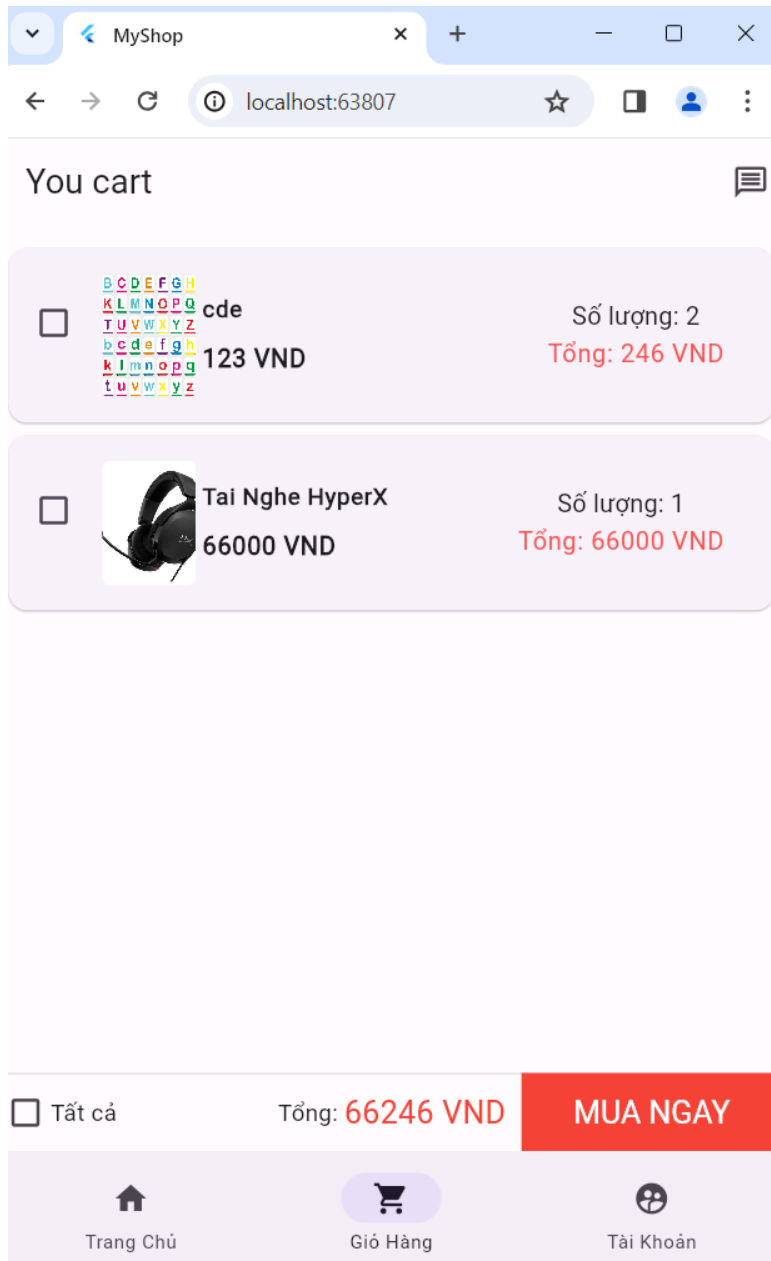 MyShop
localhost:63807
You cart
B C D E F G H
K L M N O P Q
T U V W X Y Z
b c d e f g h
k l m n o p q
t u v w x y z
cde
123 VND
Số lượng: 2
Tổng: 246 VND
Tai Nghe HyperX
66000 VND
Số lượng: 1
Tổng: 66000 VND
Tất cả
Tổng: 66246 VND
MUA NGAY
Trang Chủ
Giỏ Hàng
Tài Khoản